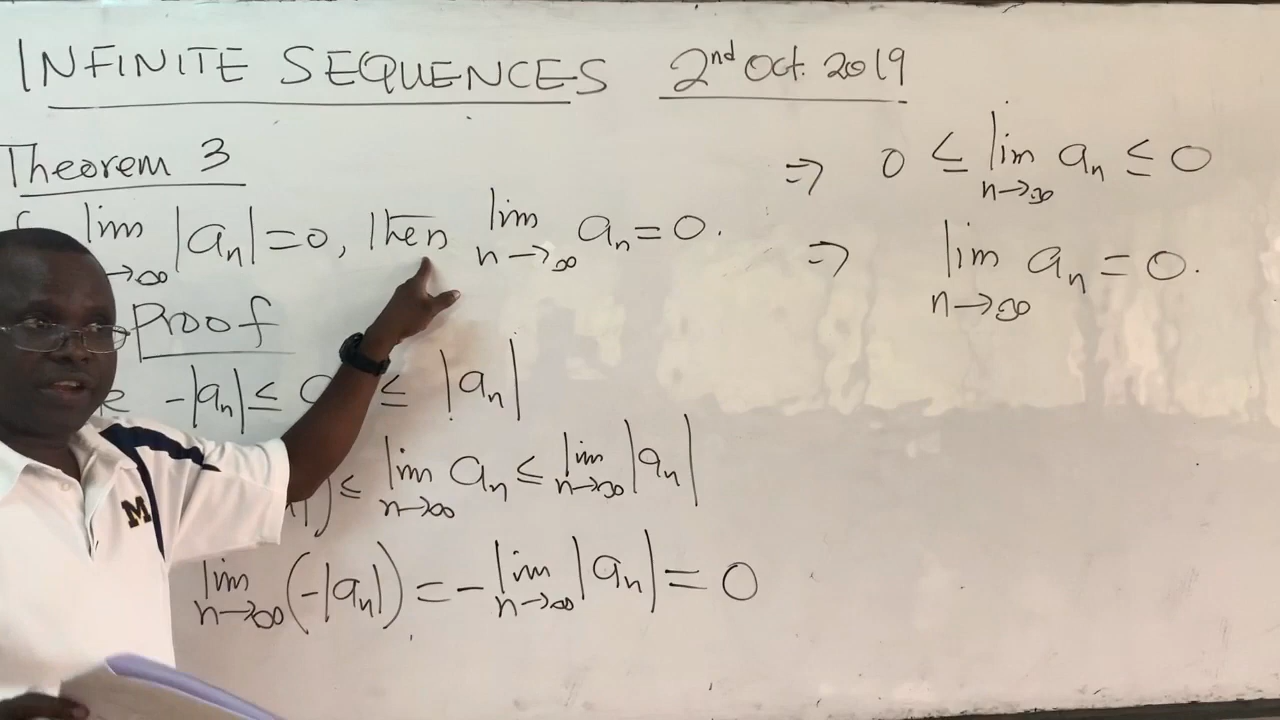 INFINITE SEQUENCES 2nd Oct. 2019
Theorem 3
lim |aₙ| = 0, then lim aₙ = 0.
→∞ n→∞
Proof
-|aₙ| ≤ ≤ |aₙ|
≤ lim aₙ ≤ lim |aₙ|
n→∞ n→∞
lim (-|aₙ|) = - lim |aₙ| = 0
n→∞ n→∞
⇒ 0 ≤ lim aₙ ≤ 0
n→∞
⇒ lim aₙ = 0.
n→∞
M